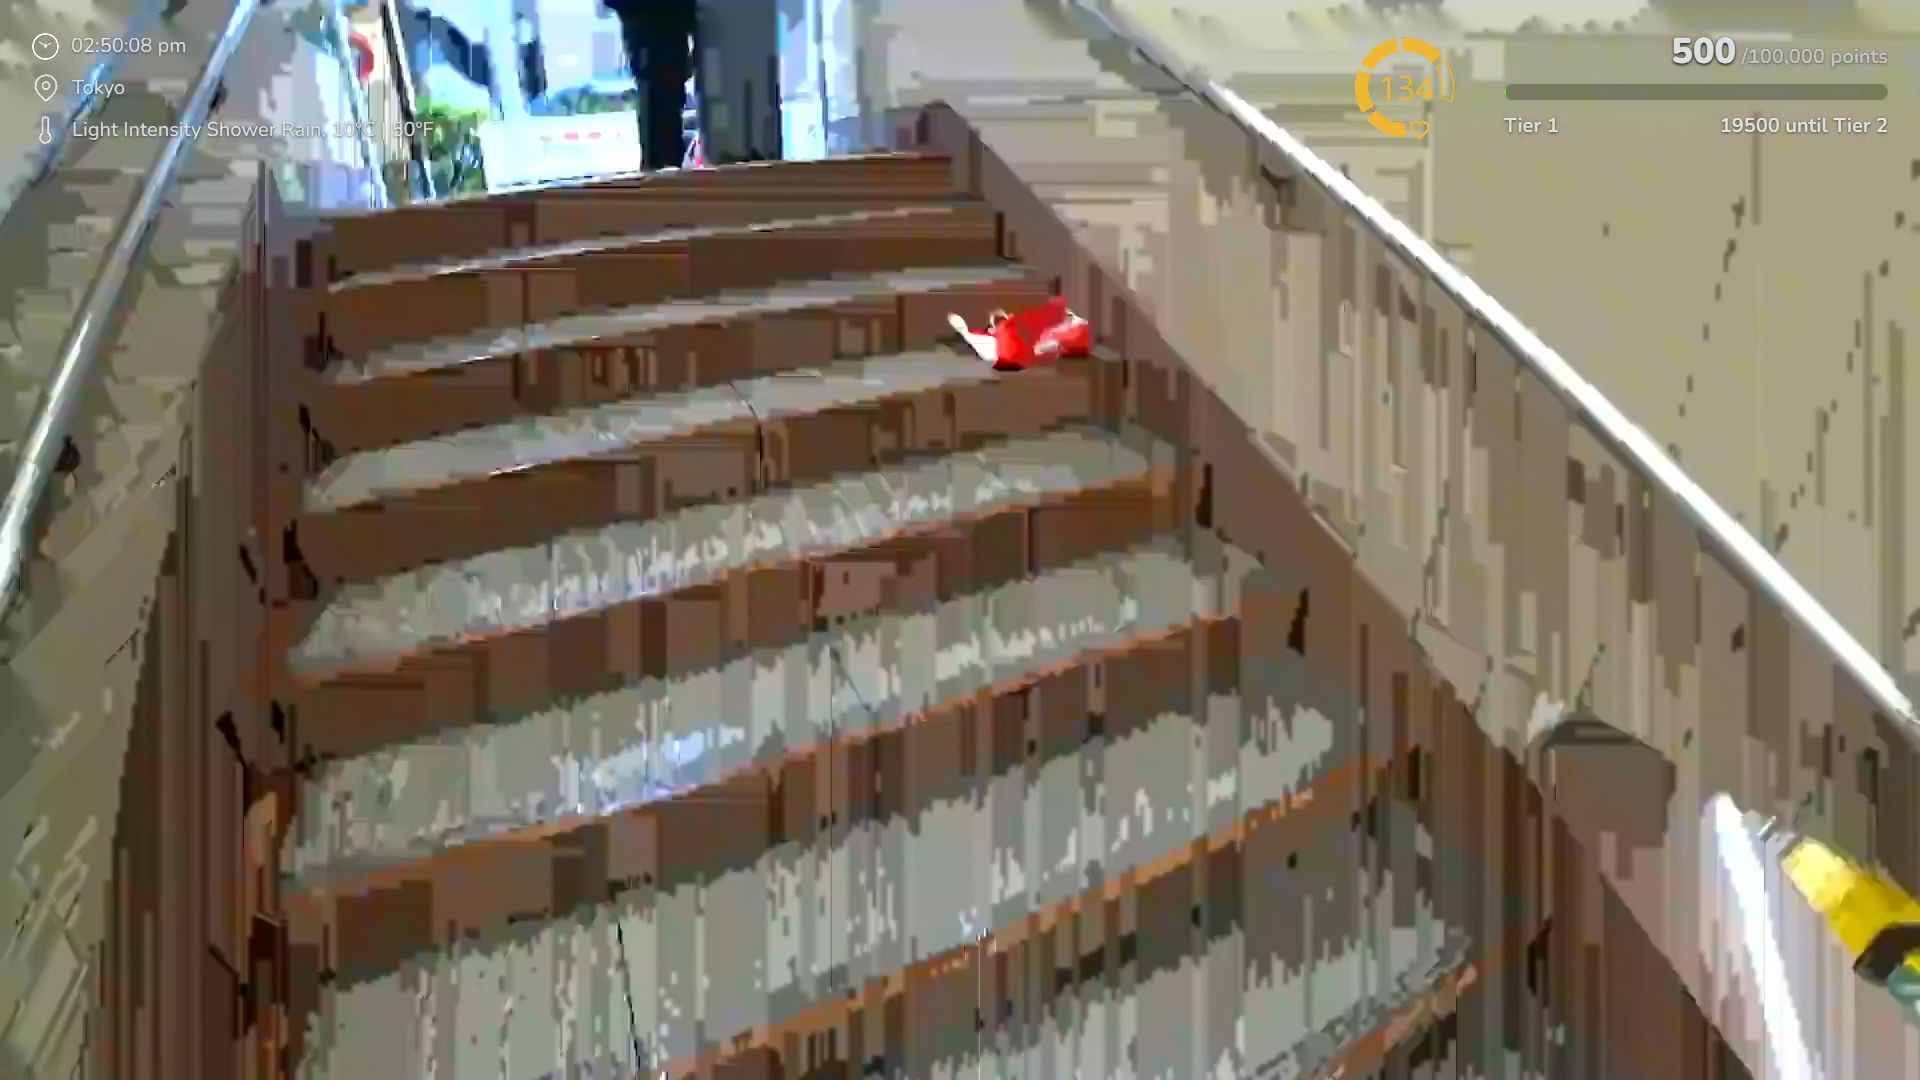 02:50:08 pm
Tokyo
Light Intensity Shower Rain, 10°C | 50°F
134
500 /100,000 points
Tier 1
19500 until Tier 2